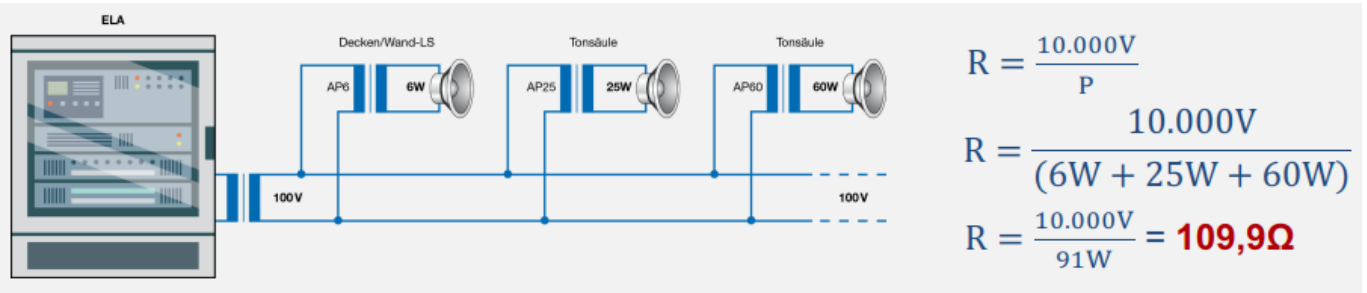 ELA
Decken/Wand-LS
Tonsäule
Tonsäule
AP6
6W
AP25
25W
AP60
60W
100V
100V
R = 10.000V / P
R = 10.000V / (6W + 25W + 60W)
R = 10.000V / 91W = 109,9Ω